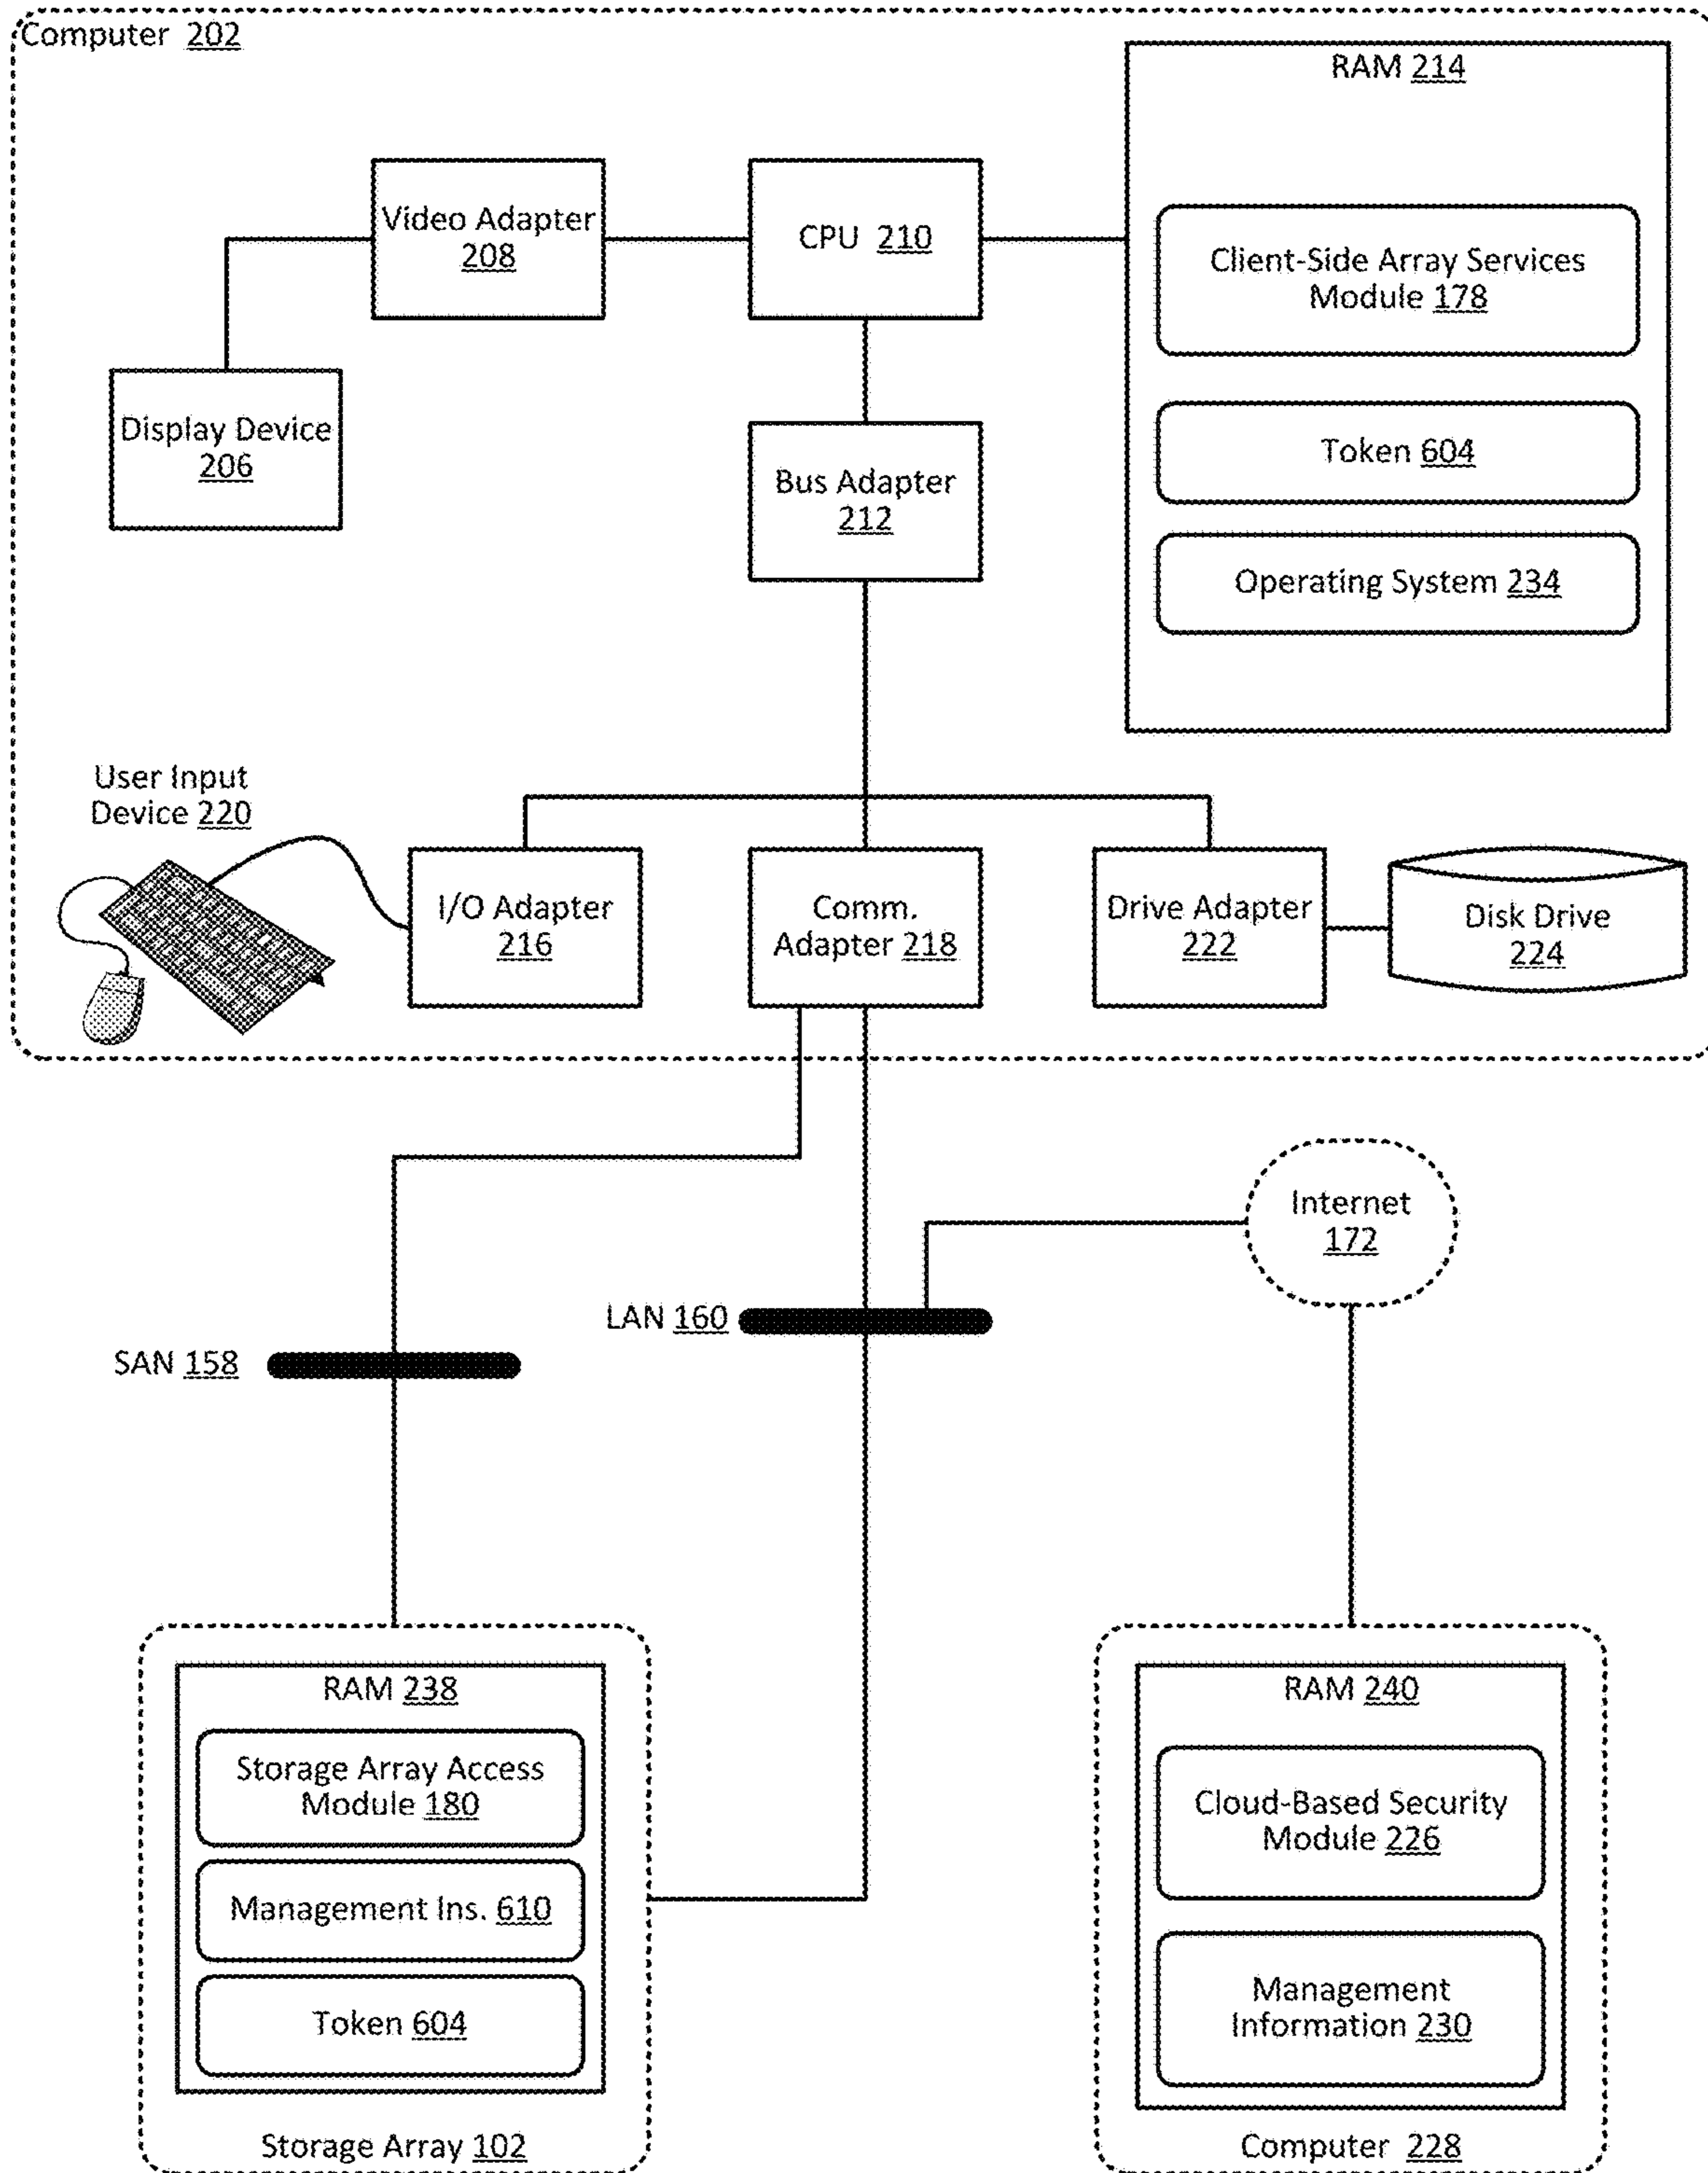 Computer 202
RAM 214
Video Adapter
208
CPU 210
Client-Side Array Services
Module 178
Display Device
206
Token 604
Bus Adapter
212
Operating System 234
User Input
Device 220
I/O Adapter
216
Comm.
Adapter 218
Drive Adapter
222
Disk Drive
224
Internet
172
LAN 160
SAN 158
RAM 238
Storage Array Access
Module 180
Management Ins. 610
Token 604
Storage Array 102
RAM 240
Cloud-Based Security
Module 226
Management
Information 230
Computer 228